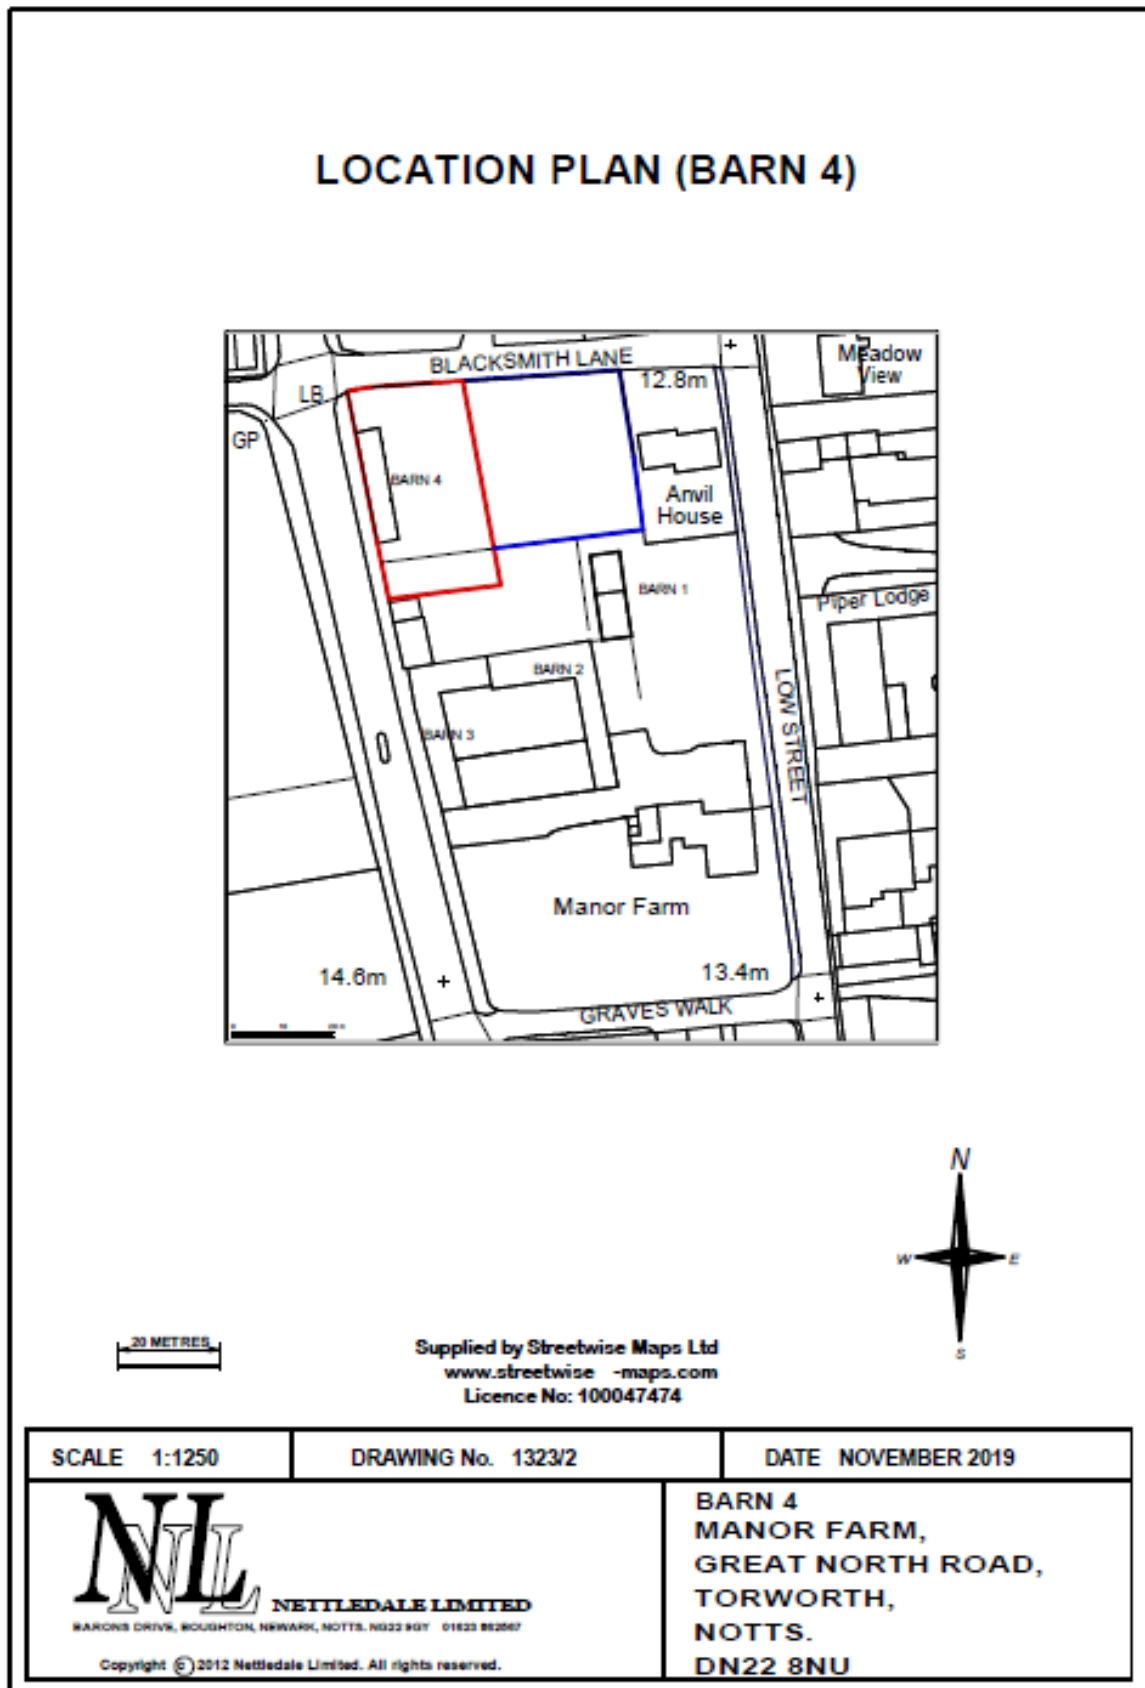 LOCATION PLAN (BARN 4)
BLACKSMITH LANE
Meadow
View
12.8m
LB
GP
BARN 4
Anvil
House
BARN 1
Piper Lodge
BARN 2
LOW STREET
BARN 3
Manor Farm
14.6m
13.4m
GRAVES WALK
N
W E
S
20 METRES
Supplied by Streetwise Maps Ltd
www.streetwise -maps.com
Licence No: 100047474
SCALE 1:1250 DRAWING No. 1323/2 DATE NOVEMBER 2019
NNL
NETTLEDALE LIMITED
BARONS DRIVE, BOUGHTON, NEWARK, NOTTS. NG22 9GY 01623
Copyright © 2012 Nettledale Limited. All rights reserved.
BARN 4
MANOR FARM,
GREAT NORTH ROAD,
TORWORTH,
NOTTS.
DN22 8NU